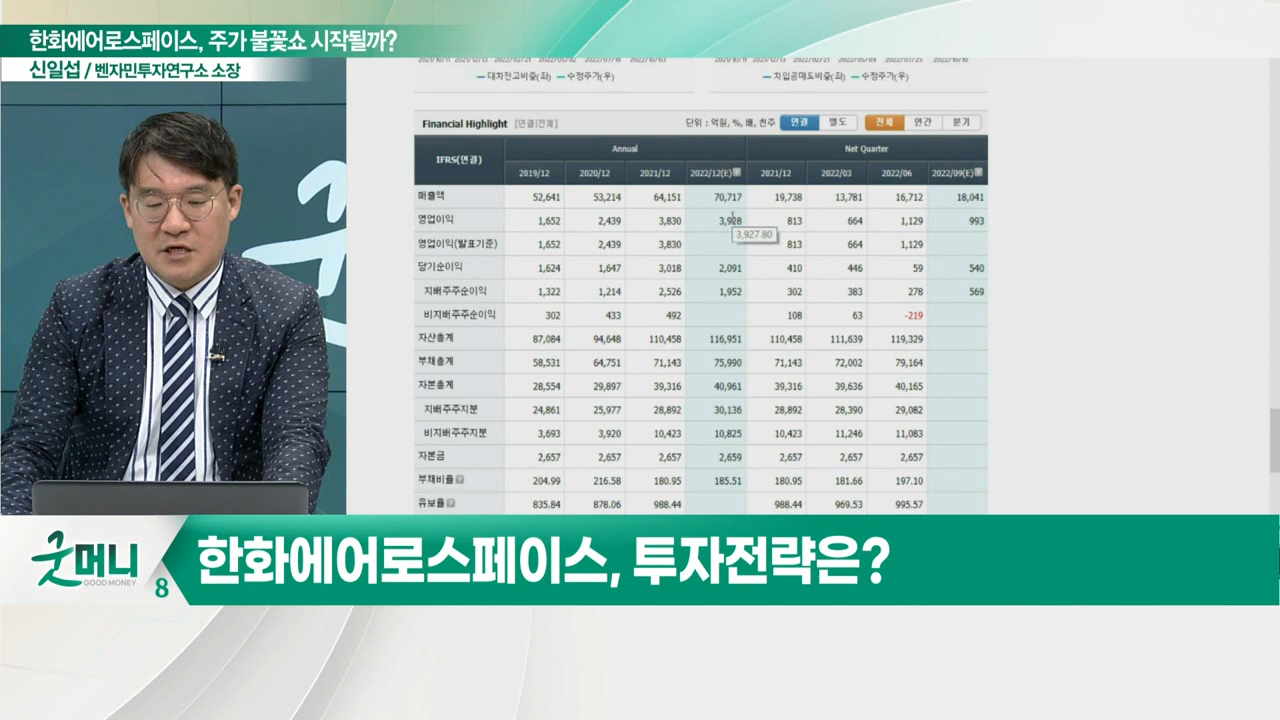 한화에어로스페이스, 주가 불꽃쇼 시작될까?
신일섭 / 벤자민투자연구소 소장
대차잔고비중(좌) 수정주가(우) 차입공매도비중(좌) 수정주가(우)
Financial Highlight [연결|전체] 단위 : 억원, %, 배, 천주 연결 별도 전체 연간 분기
IFRS(연결) Annual Net Quarter
2019/12 2020/12 2021/12 2022/12(E) 2021/12 2022/03 2022/06 2022/09(E)
매출액 52,641 53,214 64,151 70,717 19,738 13,781 16,712 18,041
영업이익 1,652 2,439 3,830 3,928 813 664 1,129 993
3,927.80
영업이익(발표기준) 1,652 2,439 3,830 813 664 1,129
당기순이익 1,624 1,647 3,018 2,091 410 446 59 540
지배주주순이익 1,322 1,214 2,526 1,952 302 383 278 569
비지배주주순이익 302 433 492 108 63 -219
자산총계 87,084 94,648 110,458 116,951 110,458 111,639 119,329
부채총계 58,531 64,751 71,143 75,990 71,143 72,002 79,164
자본총계 28,554 29,897 39,316 40,961 39,316 39,636 40,165
지배주주지분 24,861 25,977 28,892 30,136 28,892 28,390 29,082
비지배주주지분 3,693 3,920 10,423 10,825 10,423 11,246 11,083
자본금 2,657 2,657 2,657 2,659 2,657 2,657 2,657
부채비율 204.99 216.58 180.95 185.51 180.95 181.66 197.10
유보율 835.84 878.06 988.44 988.44 969.53 995.57
굿머니 8
GOOD MONEY
한화에어로스페이스, 투자전략은?